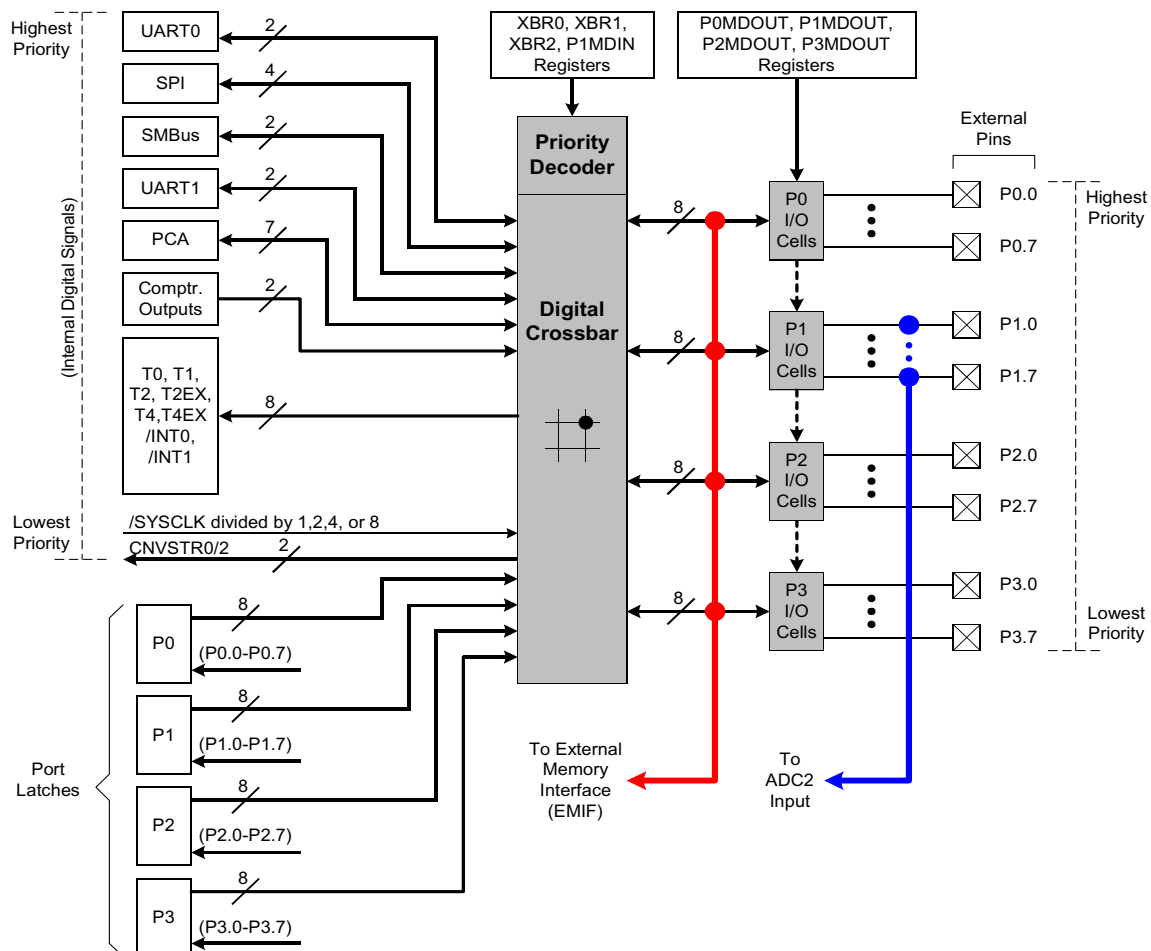 Highest
Priority
UART0
2
SPI
4
SMBus
2
UART1
2
PCA
7
Comptr.
Outputs
2
T0, T1,
T2, T2EX,
T4,T4EX
/INT0,
/INT1
8
(Internal Digital Signals)
Lowest
Priority
/SYSCLK divided by 1,2,4, or 8
CNVSTR0/2
2
Port
Latches
P0
8
(P0.0-P0.7)
P1
8
(P1.0-P1.7)
P2
8
(P2.0-P2.7)
P3
8
(P3.0-P3.7)
XBR0, XBR1,
XBR2, P1MDIN
Registers
Priority
Decoder
Digital
Crossbar
P0MDOUT, P1MDOUT,
P2MDOUT, P3MDOUT
Registers
8
8
8
8
P0
I/O
Cells
P1
I/O
Cells
P2
I/O
Cells
P3
I/O
Cells
External
Pins
P0.0
P0.7
P1.0
P1.7
P2.0
P2.7
P3.0
P3.7
Highest
Priority
Lowest
Priority
To External
Memory
Interface
(EMIF)
To
ADC2
Input